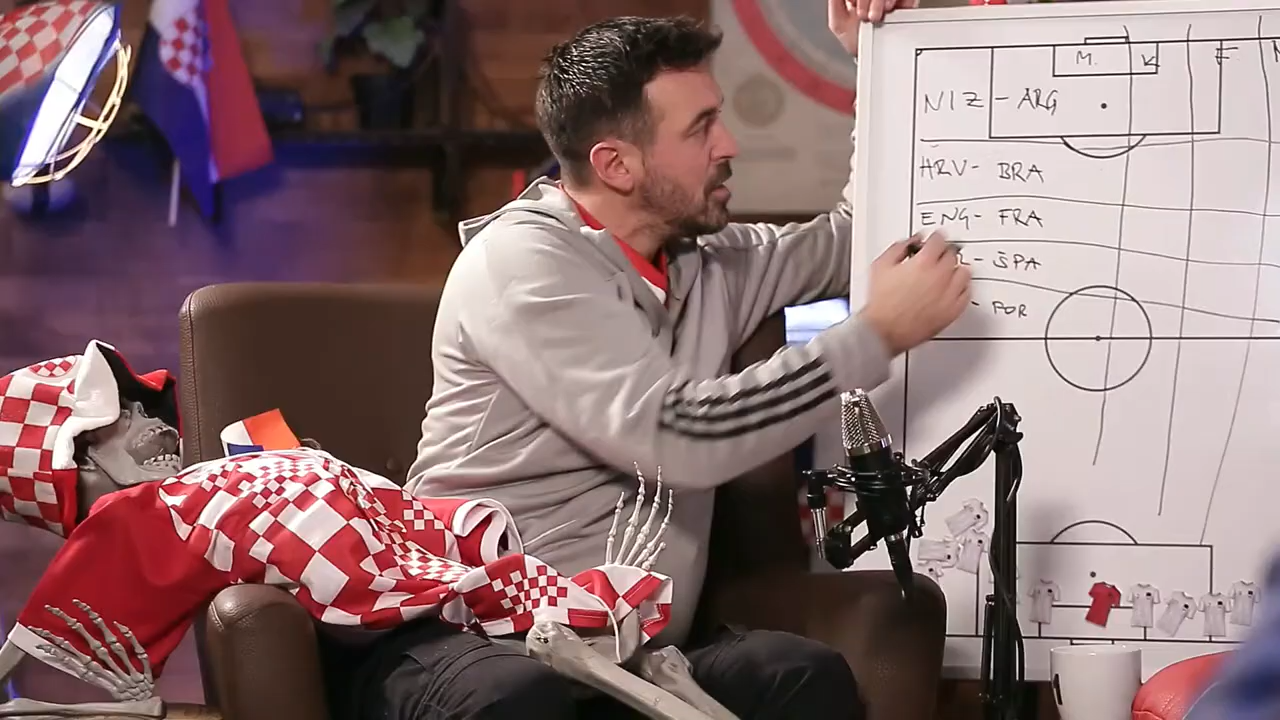 M. K F
NIZ - ARG
HRV - BRA
ENG - FRA
- ŠPA
- POR